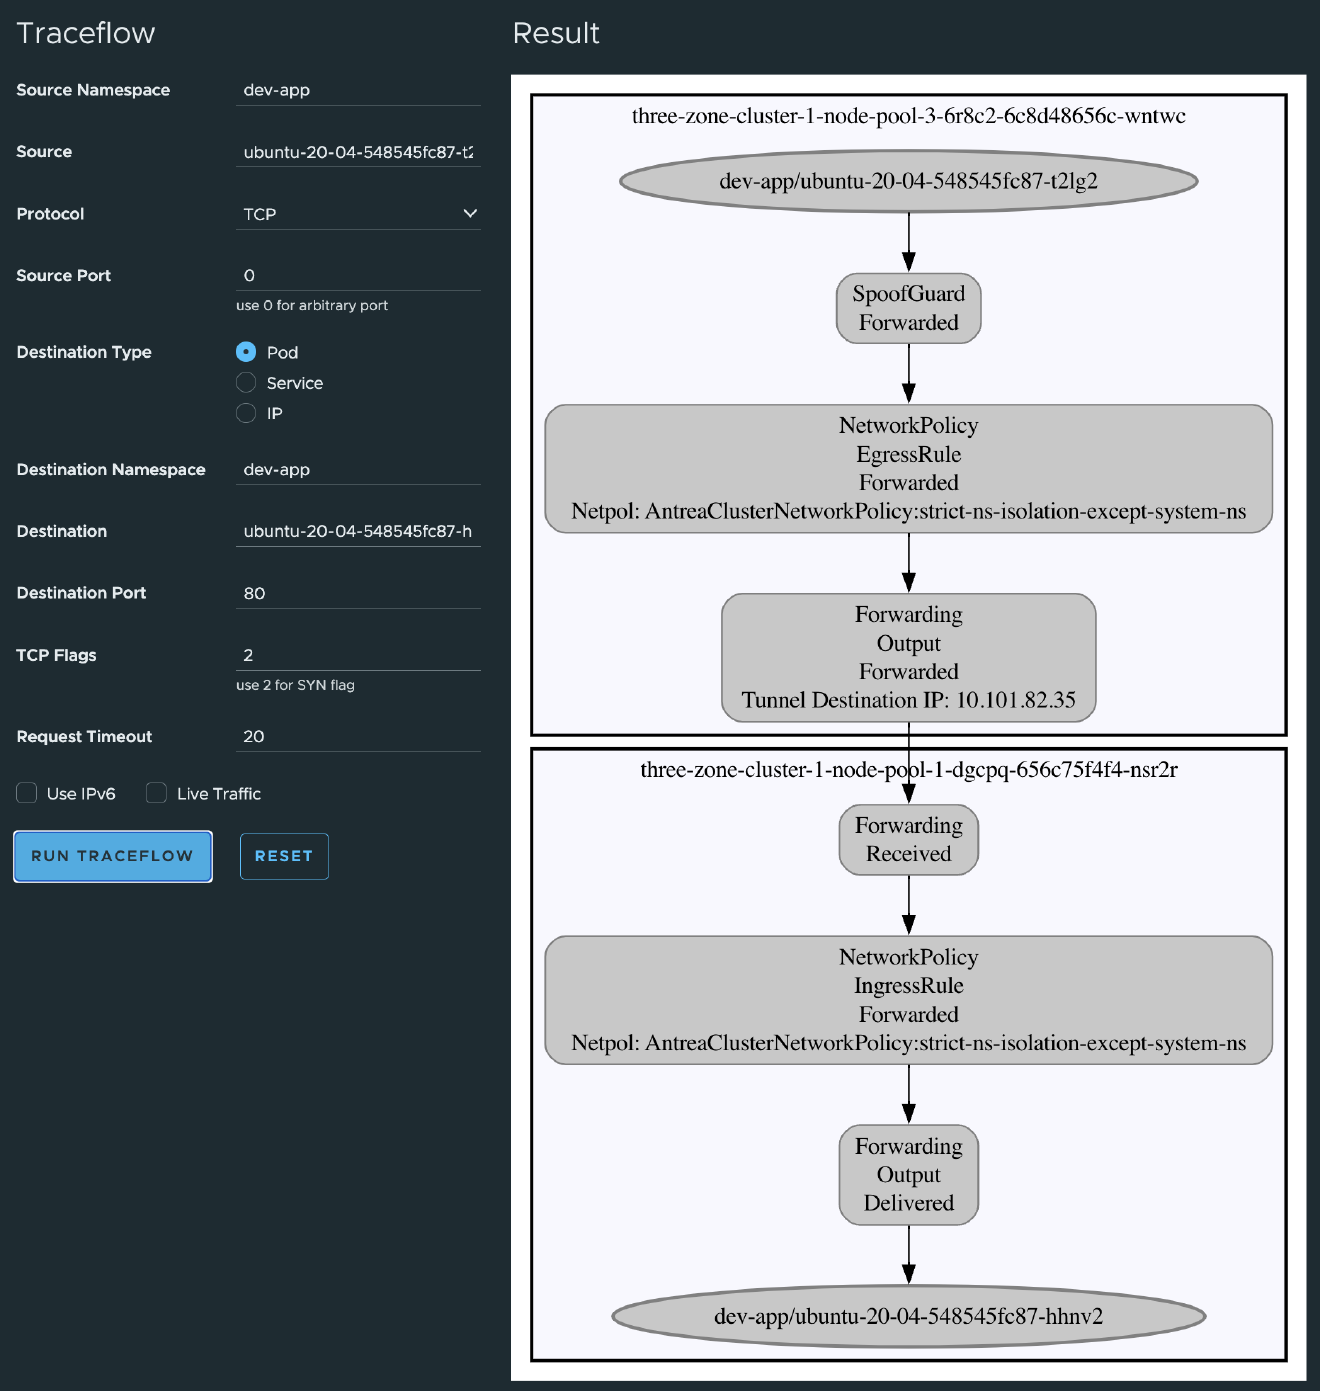 Traceflow
Source Namespace
dev-app
Source
ubuntu-20-04-548545fc87-t2
Protocol
TCP
Source Port
0
use 0 for arbitrary port
Destination Type
Pod
Service
IP
Destination Namespace
dev-app
Destination
ubuntu-20-04-548545fc87-h
Destination Port
80
TCP Flags
2
use 2 for SYN flag
Request Timeout
20
Use IPv6
Live Traffic
RUN TRACEFLOW
RESET
Result
three-zone-cluster-1-node-pool-3-6r8c2-6c8d48656c-wntwc
dev-app/ubuntu-20-04-548545fc87-t2lg2
SpoofGuard
Forwarded
NetworkPolicy
EgressRule
Forwarded
Netpol: AntreaClusterNetworkPolicy:strict-ns-isolation-except-system-ns
Forwarding
Output
Forwarded
Tunnel Destination IP: 10.101.82.35
three-zone-cluster-1-node-pool-1-dgcpq-656c75f4f4-nsr2r
Forwarding
Received
NetworkPolicy
IngressRule
Forwarded
Netpol: AntreaClusterNetworkPolicy:strict-ns-isolation-except-system-ns
Forwarding
Output
Delivered
dev-app/ubuntu-20-04-548545fc87-hhnv2